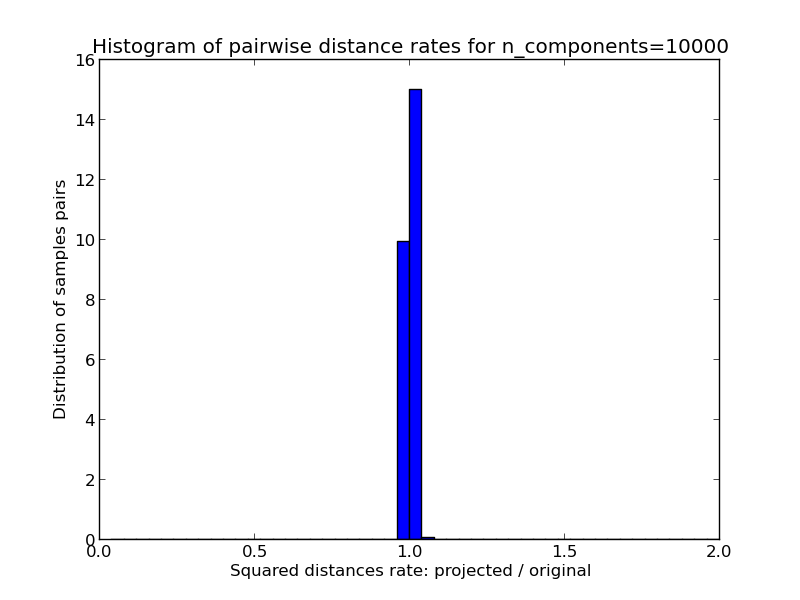 Histogram of pairwise distance rates for n_components=10000
16
14
12
10
8
6
4
2
0
Distribution of samples pairs
0.0 0.5 1.0 1.5 2.0
Squared distances rate: projected / original